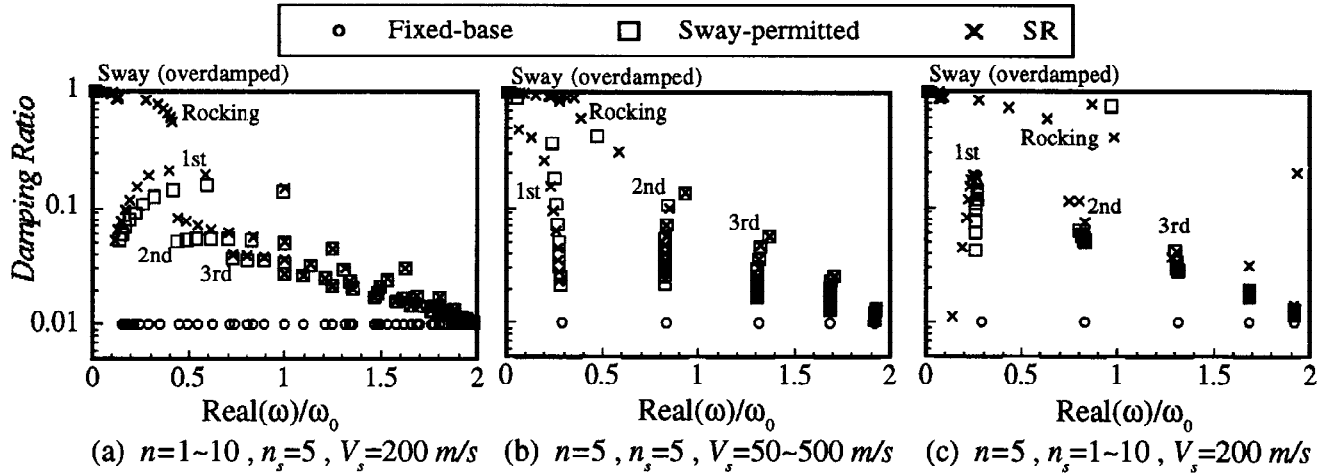 Fixed-base Sway-permitted SR
Sway (overdamped)
Rocking
1st
2nd
3rd
Damping Ratio
1
0.1
0.01
0 0.5 1 1.5 2
Real(ω)/ω₀
(a) n=1~10 , nₛ=5 , Vₛ=200 m/s
Sway (overdamped)
Rocking
1st
2nd
3rd
0 0.5 1 1.5 2
Real(ω)/ω₀
(b) n=5 , nₛ=5 , Vₛ=50~500 m/s
Sway (overdamped)
Rocking
1st
2nd
3rd
0 0.5 1 1.5 2
Real(ω)/ω₀
(c) n=5 , nₛ=1~10 , Vₛ=200 m/s